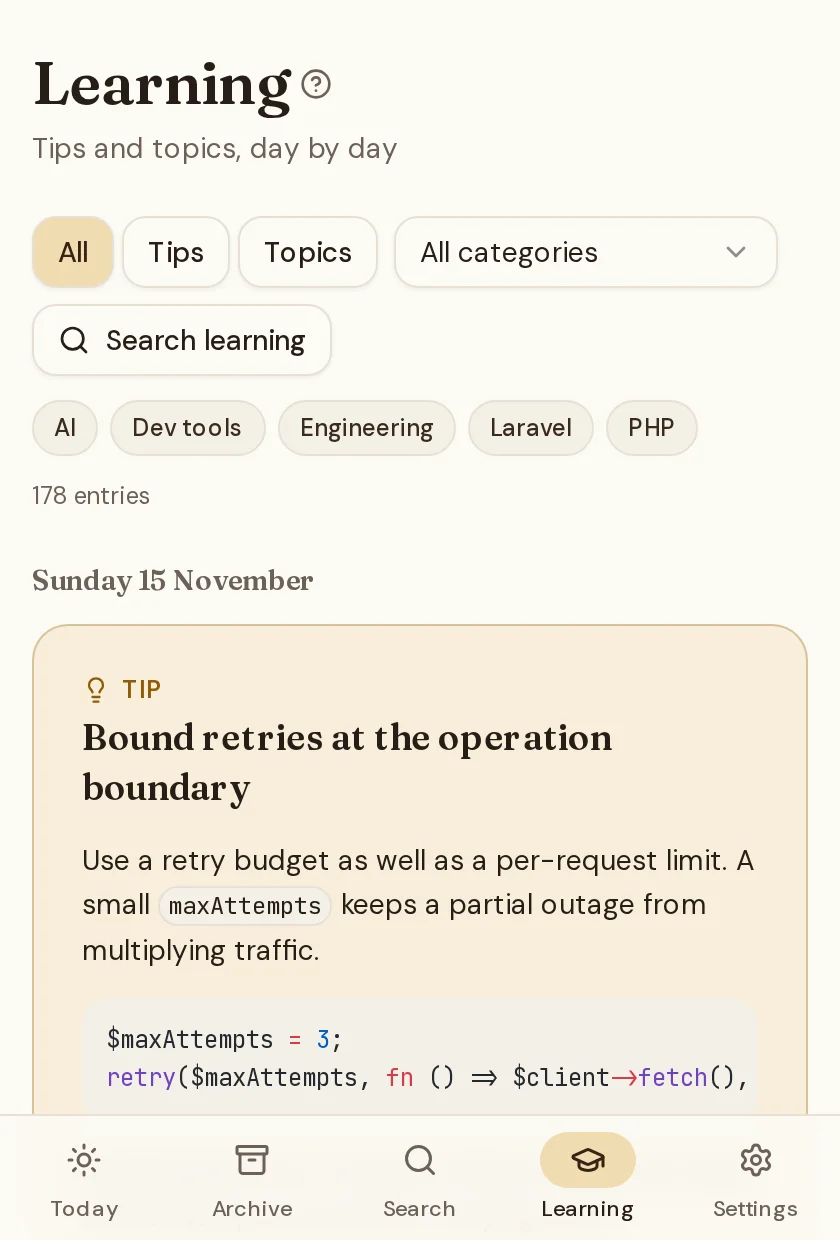 Learning
Tips and topics, day by day
All Tips Topics All categories
Search learning
AI Dev tools Engineering Laravel PHP
178 entries
Sunday 15 November
TIP
Bound retries at the operation
boundary
Use a retry budget as well as a per-request limit. A
small maxAttempts keeps a partial outage from
multiplying traffic.
$maxAttempts = 3;
retry($maxAttempts, fn () => $client->fetch(),
Today Archive Search Learning Settings